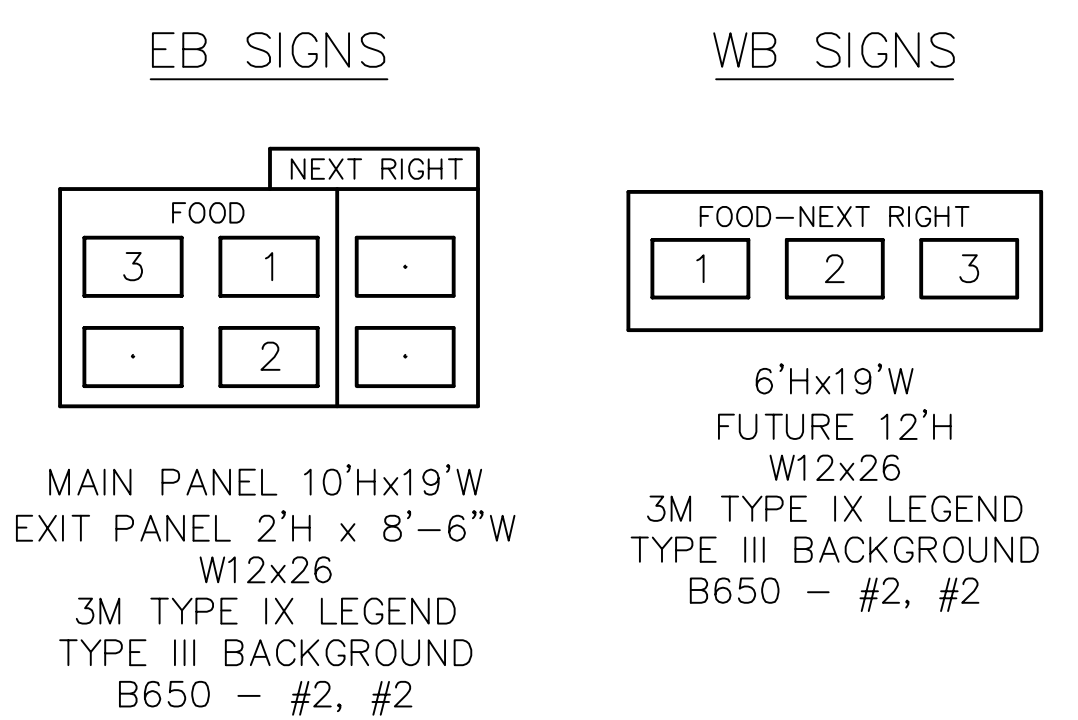 EB SIGNS
NEXT RIGHT
FOOD
3 1 .
. 2 .
MAIN PANEL 10'Hx19'W
EXIT PANEL 2'H x 8'-6"W
W12x26
3M TYPE IX LEGEND
TYPE III BACKGROUND
B650 - #2, #2
WB SIGNS
FOOD-NEXT RIGHT
1 2 3
6'Hx19'W
FUTURE 12'H
W12x26
3M TYPE IX LEGEND
TYPE III BACKGROUND
B650 - #2, #2